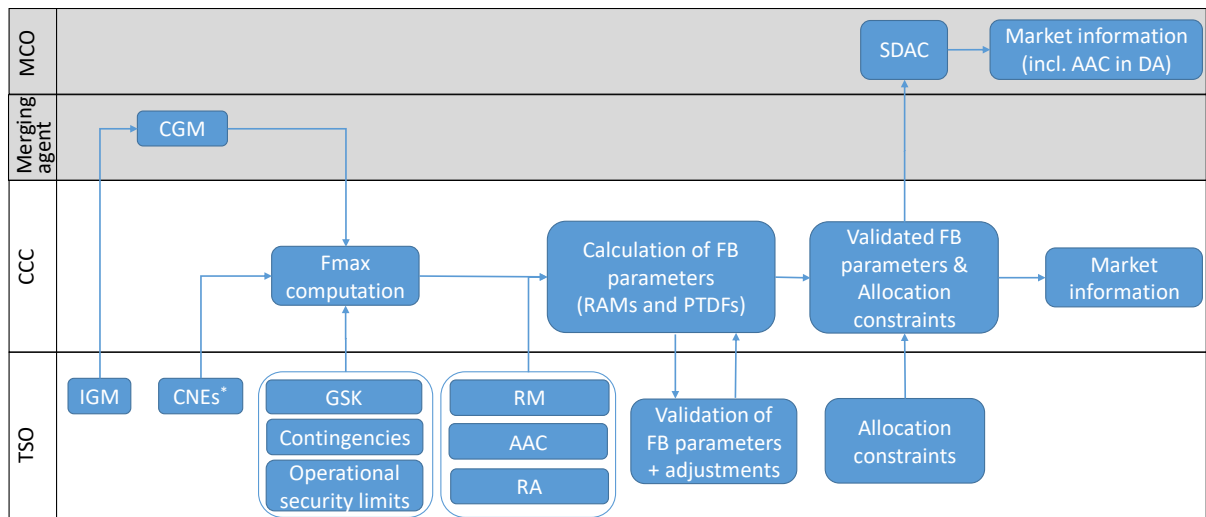 MCO
SDAC
Market information
(incl. AAC in DA)
Merging
agent
CGM
CCC
Fmax
computation
Calculation of FB
parameters
(RAMs and PTDFs)
Validated FB
parameters &
Allocation
constraints
Market
information
TSO
IGM
CNEs*
GSK
Contingencies
Operational
security limits
RM
AAC
RA
Validation of
FB parameters
+ adjustments
Allocation
constraints